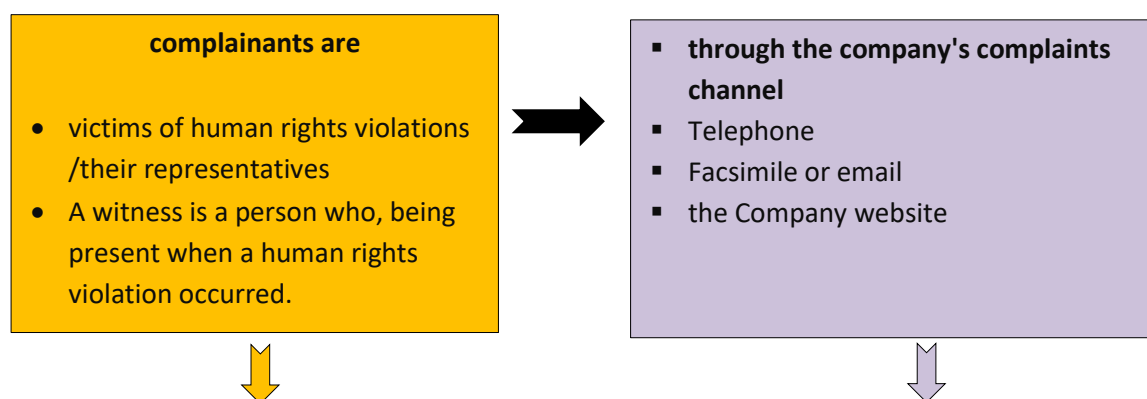 complainants are
• victims of human rights violations
/their representatives
• A witness is a person who, being
present when a human rights
violation occurred.
▪ through the company's complaints
channel
▪ Telephone
▪ Facsimile or email
▪ the Company website